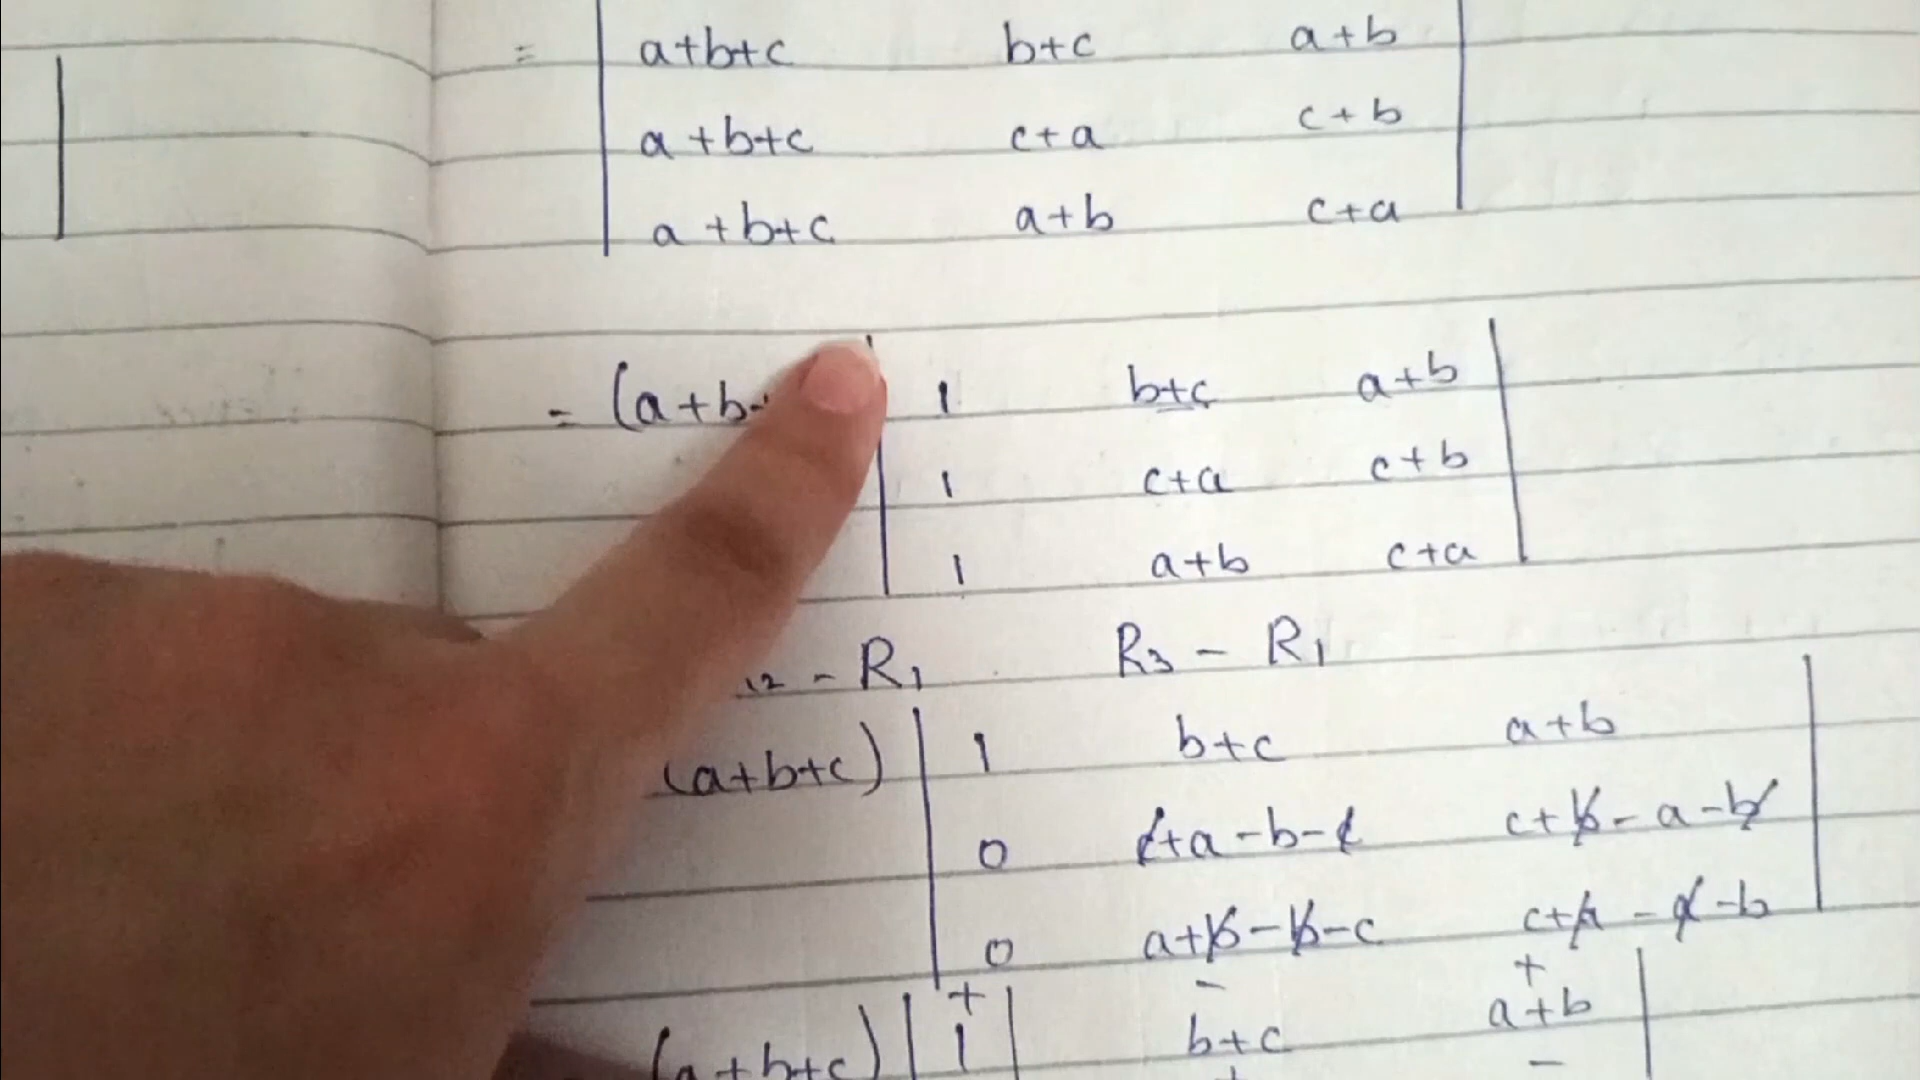 = | a+b+c b+c a+b |
a+b+c c+a c+b
a+b+c a+b c+a
= (a+b+ | 1 b+c a+b |
1 c+a c+b
1 a+b c+a
- R₁ R₃ - R₁
(a+b+c) | 1 b+c a+b |
0 c+a-b-c c+b-a-b
0 a+b-b-c c+a-a-b
+ - +
(a+b+c) | 1 | b+c a+b |
+ -